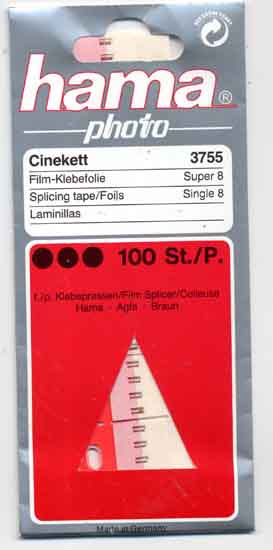 hama®
photo
Cinekett 3755
Film-Klebefolie Super 8
Splicing tape/Foils Single 8
Laminillas
100 St./P.
f./p. Klebepressen/Film Splicer/Colleuse
Hama · Agfa · Braun
Made in Germany